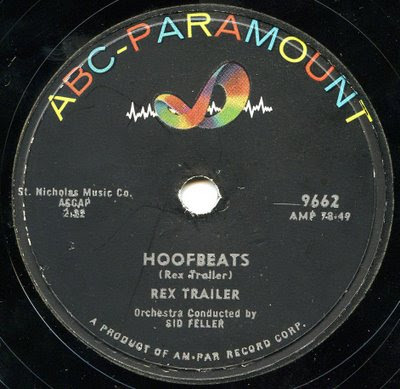 ABC-PARAMOUNT
St. Nicholas Music Co.
ASCAP
2:22
9662
AMP 78-49
HOOFBEATS
(Rex Trailer)
REX TRAILER
Orchestra Conducted by
SID FELLER
A PRODUCT OF AM-PAR RECORD CORP.